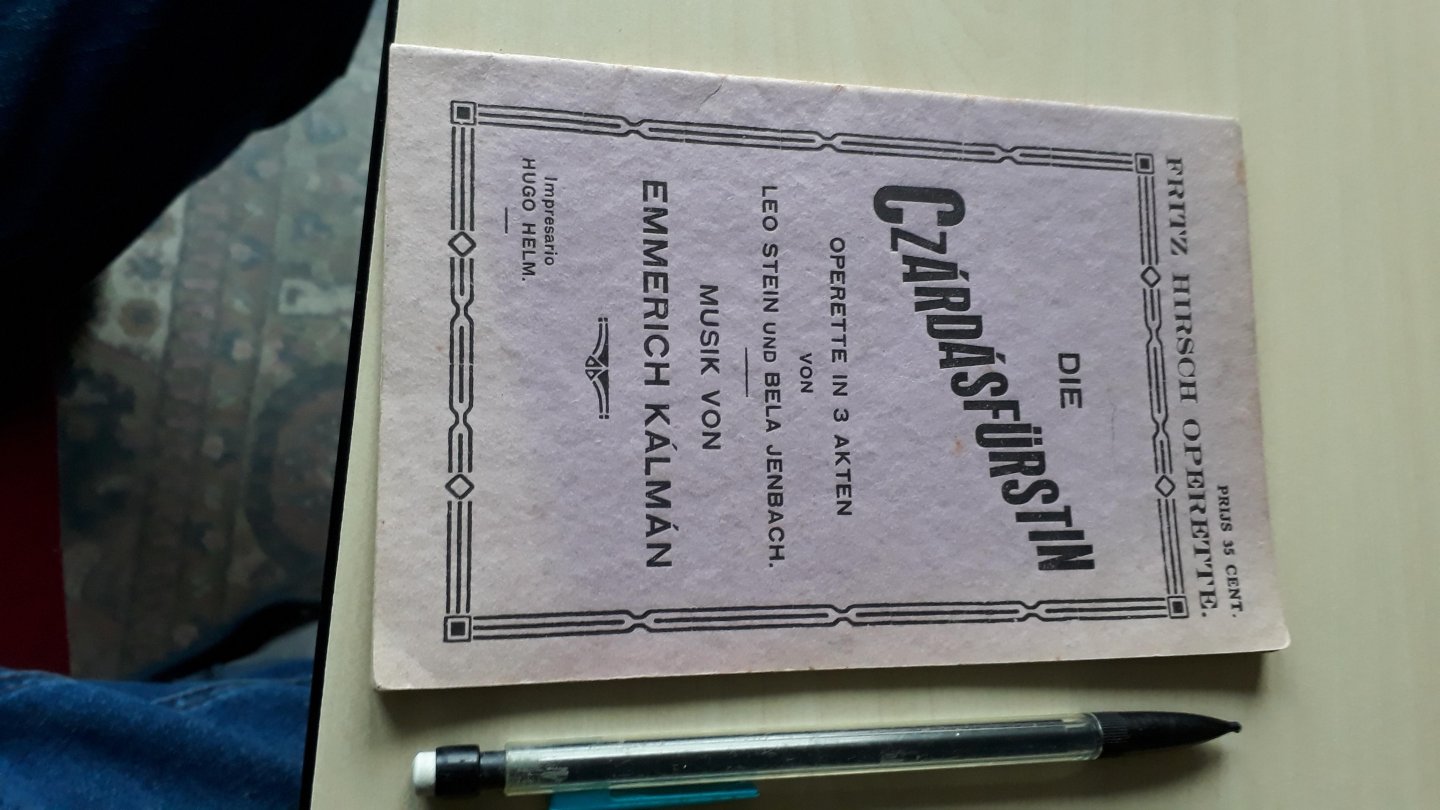 PRIJS 35 CENT.
FRITZ HIRSCH OPERETTE.
DIE
CZÁRDÁSFÜRSTIN
OPERETTE IN 3 AKTEN
VON
LEO STEIN UND BELA JENBACH.
MUSIK VON
EMMERICH KÁLMÁN
Impresario
HUGO HELM.